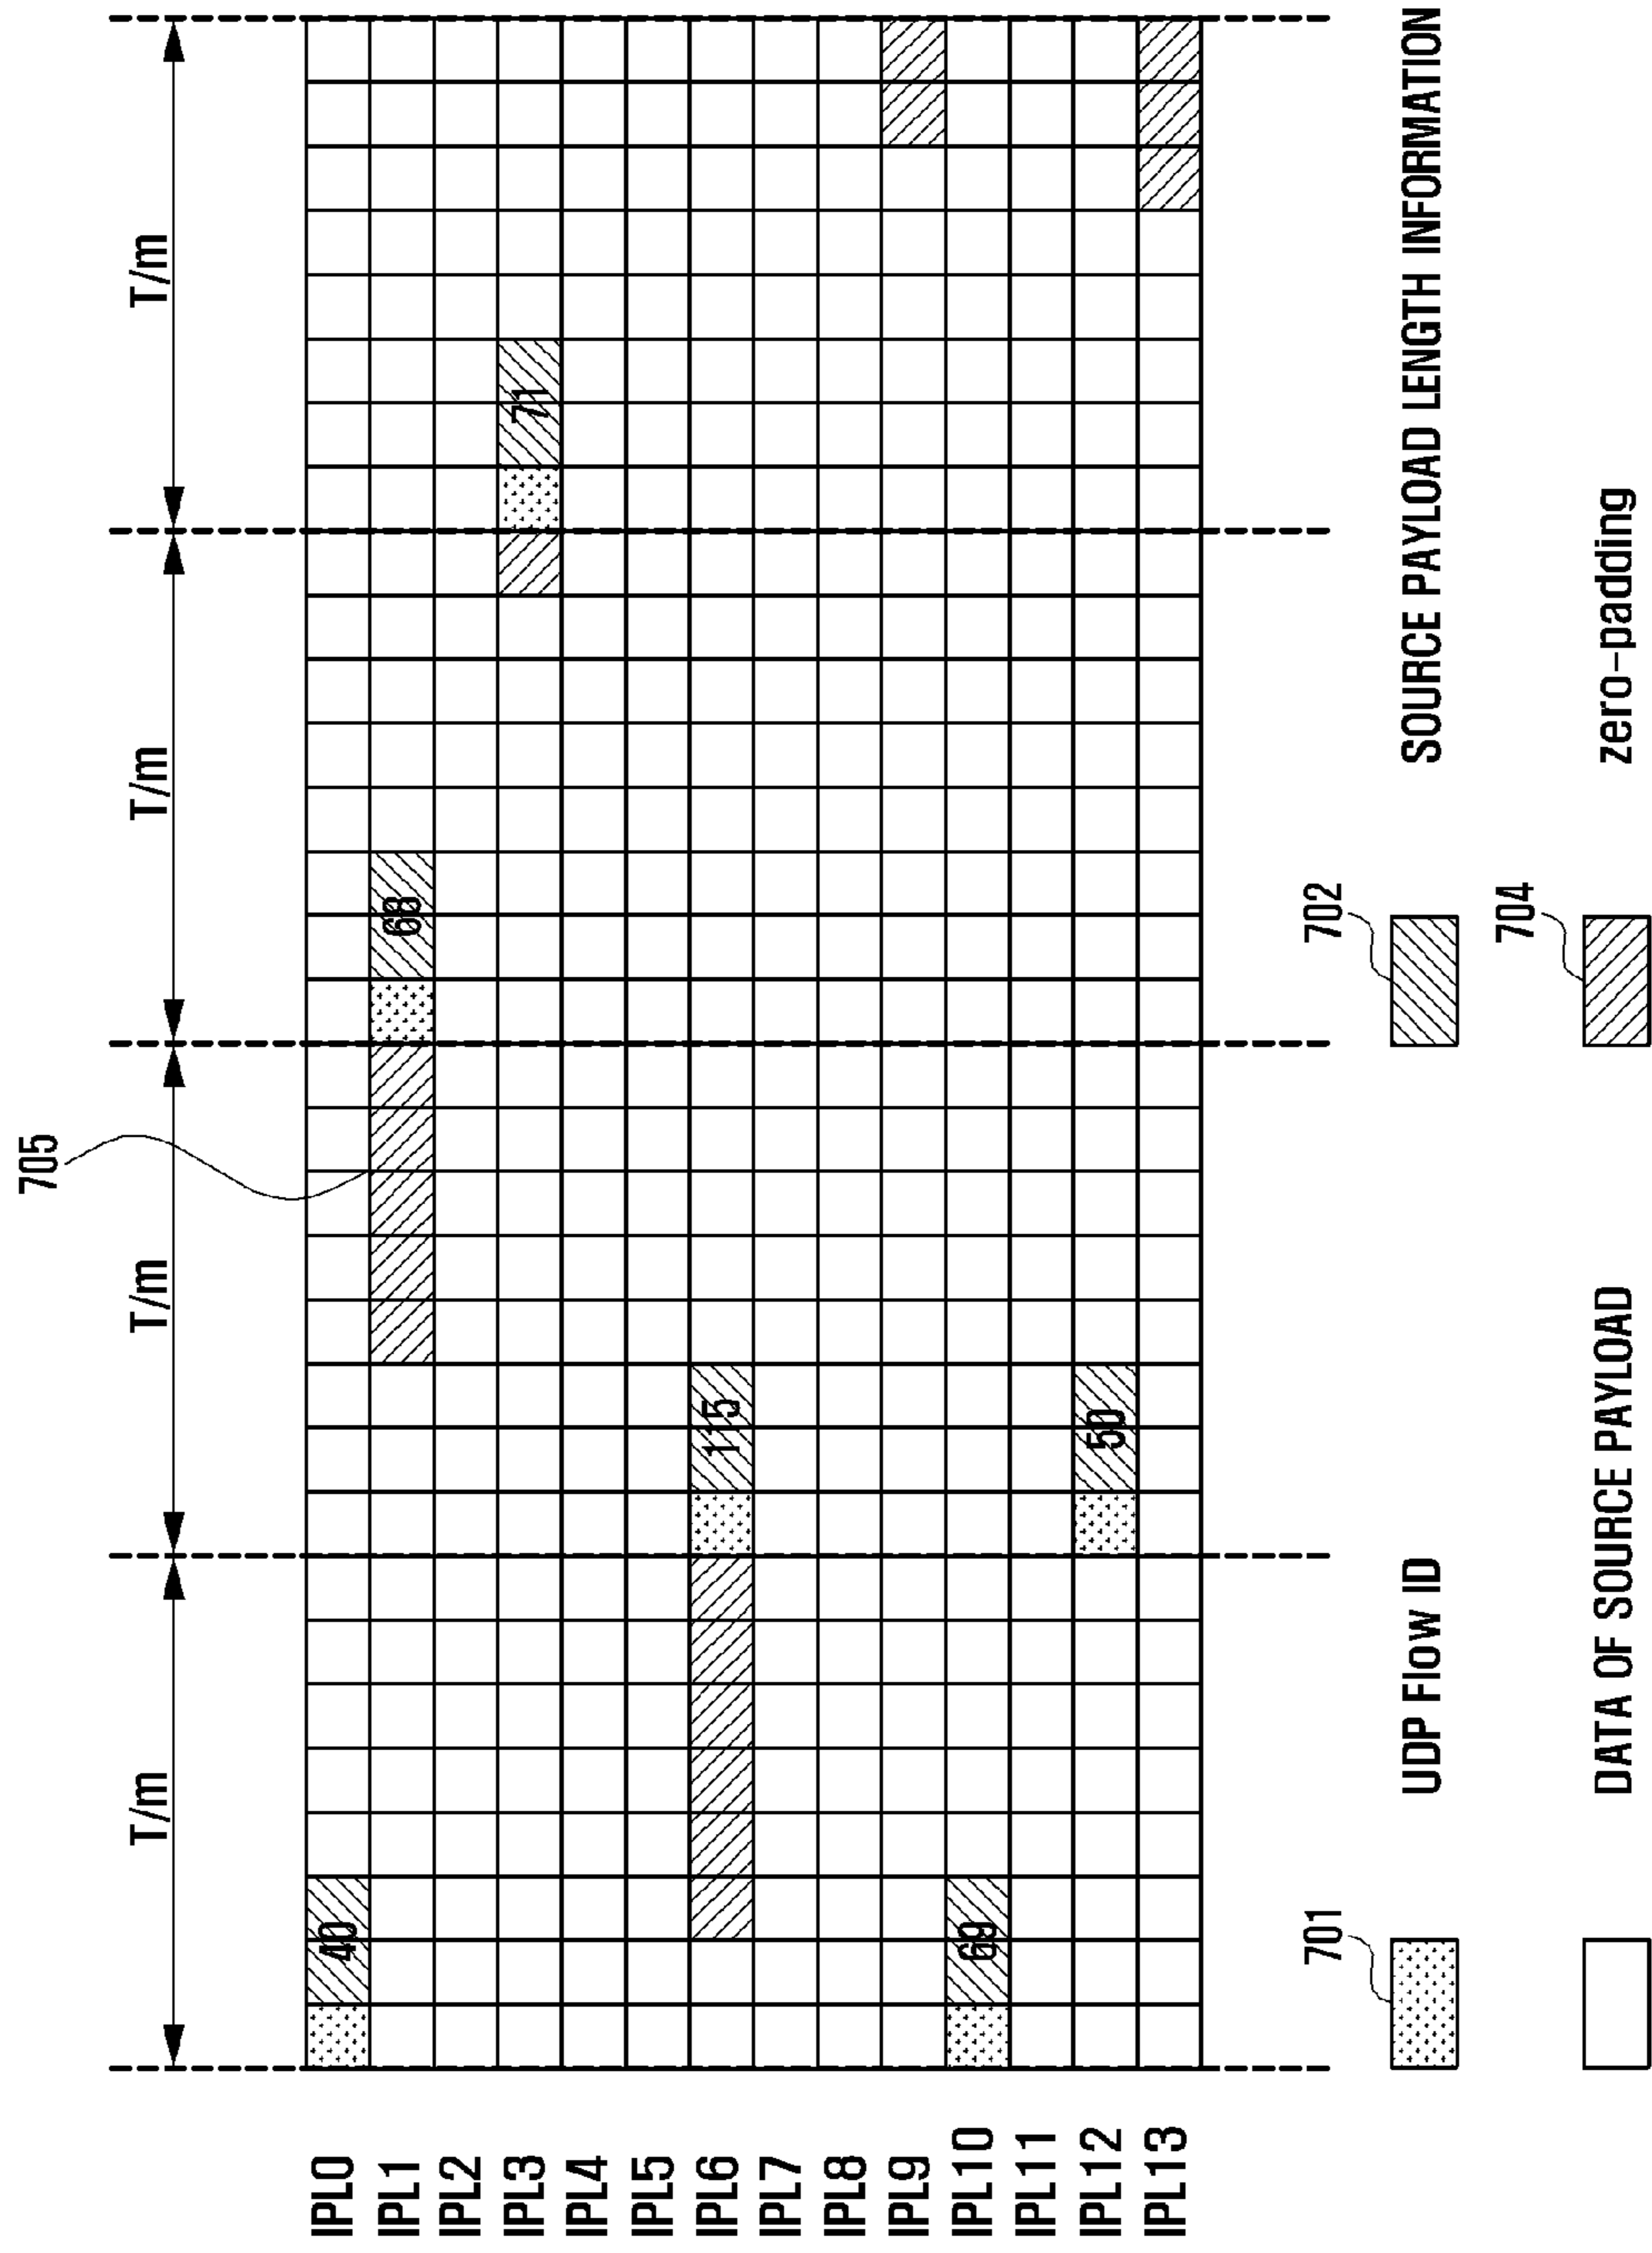 T/m T/m T/m T/m
705
IPL0 40
IPL1 68
IPL2
IPL3 71
IPL4
IPL5
IPL6 115
IPL7
IPL8
IPL9
IPL10 69
IPL11
IPL12 50
IPL13
701 UDP Flow ID
702 SOURCE PAYLOAD LENGTH INFORMATION
DATA OF SOURCE PAYLOAD
704 zero-padding